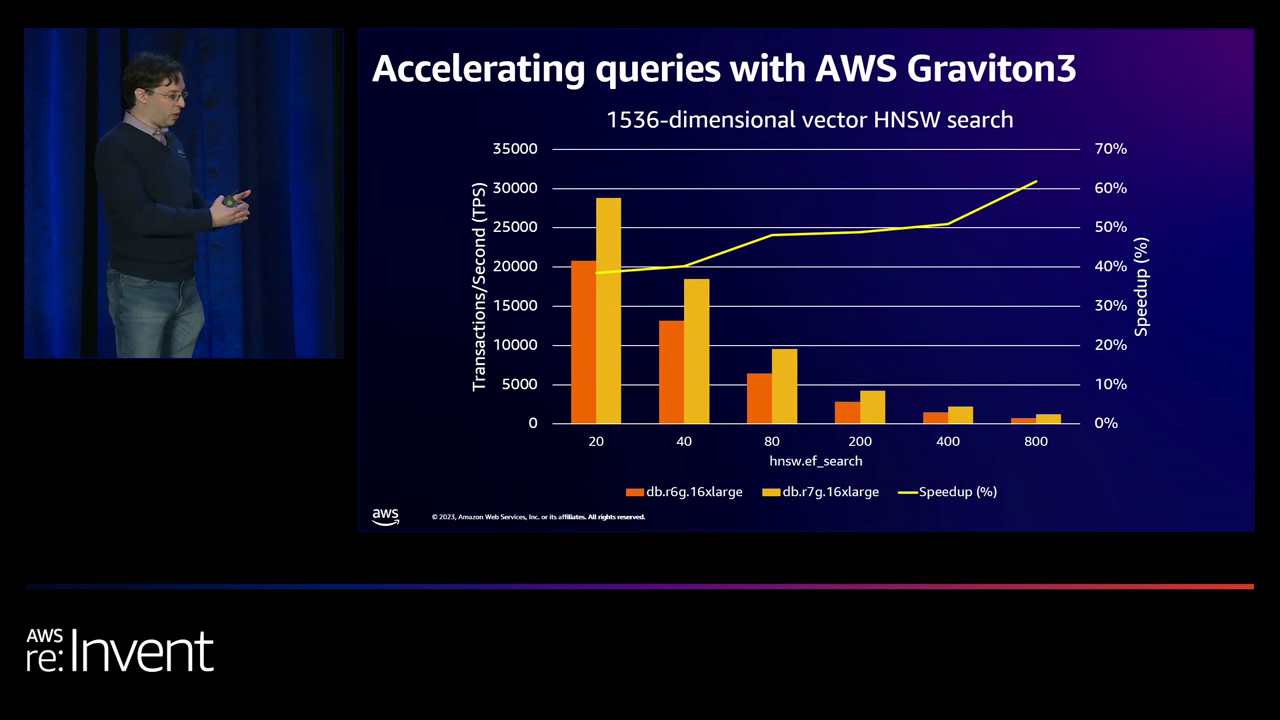 Accelerating queries with AWS Graviton3
1536-dimensional vector HNSW search
35000
30000
25000
20000
15000
10000
5000
0
Transactions/Second (TPS)
70%
60%
50%
40%
30%
20%
10%
0%
Speedup (%)
20 40 80 200 400 800
hnsw.ef_search
db.r6g.16xlarge db.r7g.16xlarge Speedup (%)
aws
© 2023, Amazon Web Services, Inc. or its affiliates. All rights reserved.
AWS
re:Invent